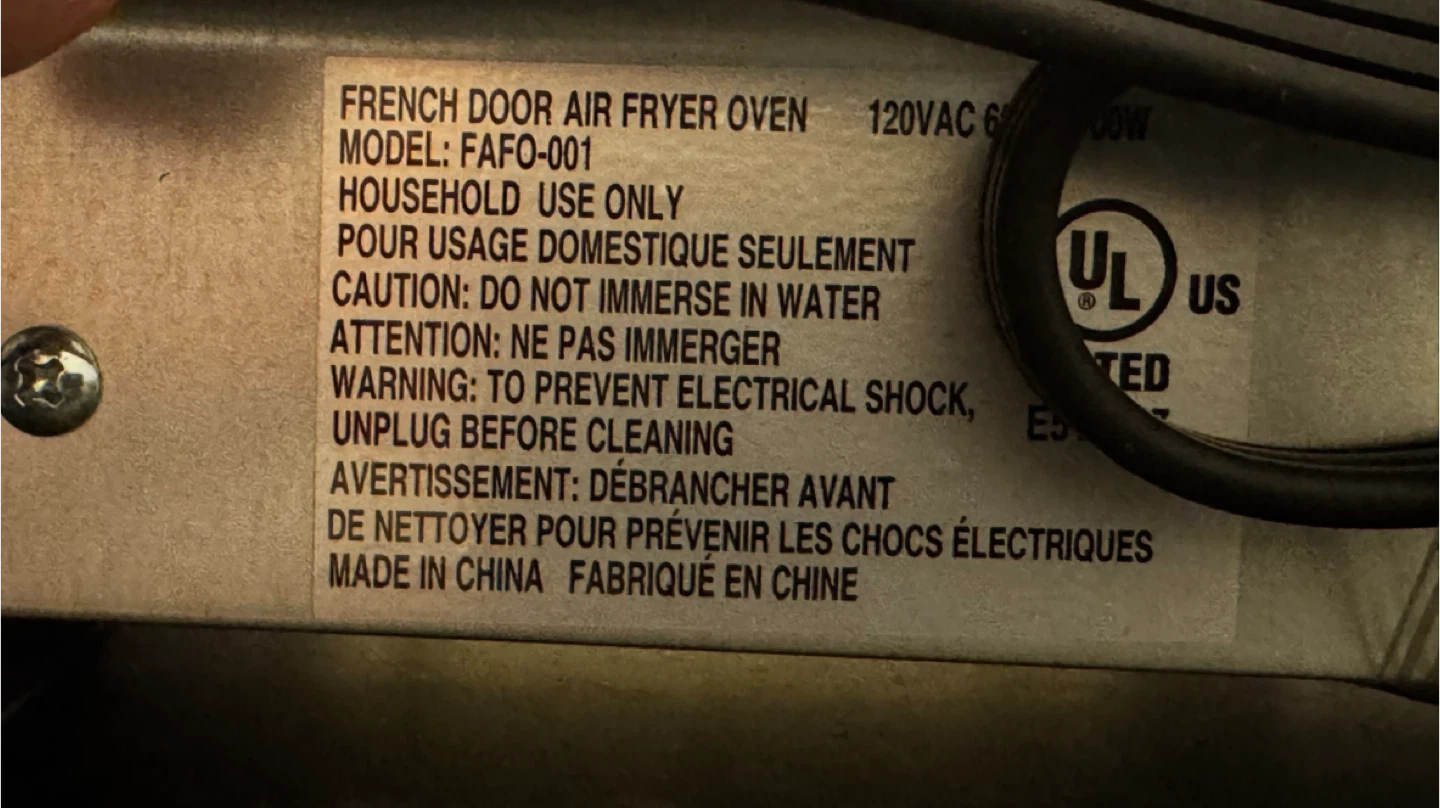 FRENCH DOOR AIR FRYER OVEN 120VAC
MODEL: FAFO-001
HOUSEHOLD USE ONLY
POUR USAGE DOMESTIQUE SEULEMENT
CAUTION: DO NOT IMMERSE IN WATER
ATTENTION: NE PAS IMMERGER
WARNING: TO PREVENT ELECTRICAL SHOCK,
UNPLUG BEFORE CLEANING
AVERTISSEMENT: DÉBRANCHER AVANT
DE NETTOYER POUR PRÉVENIR LES CHOCS ÉLECTRIQUES
MADE IN CHINA FABRIQUÉ EN CHINE
UL ® US